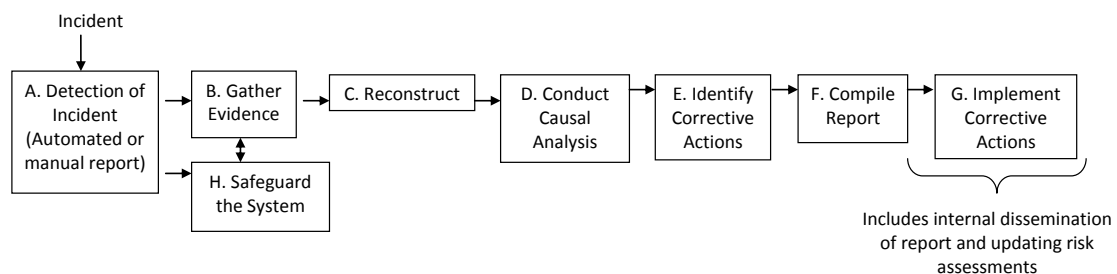 Incident
A. Detection of
Incident
(Automated or
manual report)
B. Gather
Evidence
H. Safeguard
the System
C. Reconstruct
D. Conduct
Causal
Analysis
E. Identify
Corrective
Actions
F. Compile
Report
G. Implement
Corrective
Actions
Includes internal dissemination
of report and updating risk
assessments